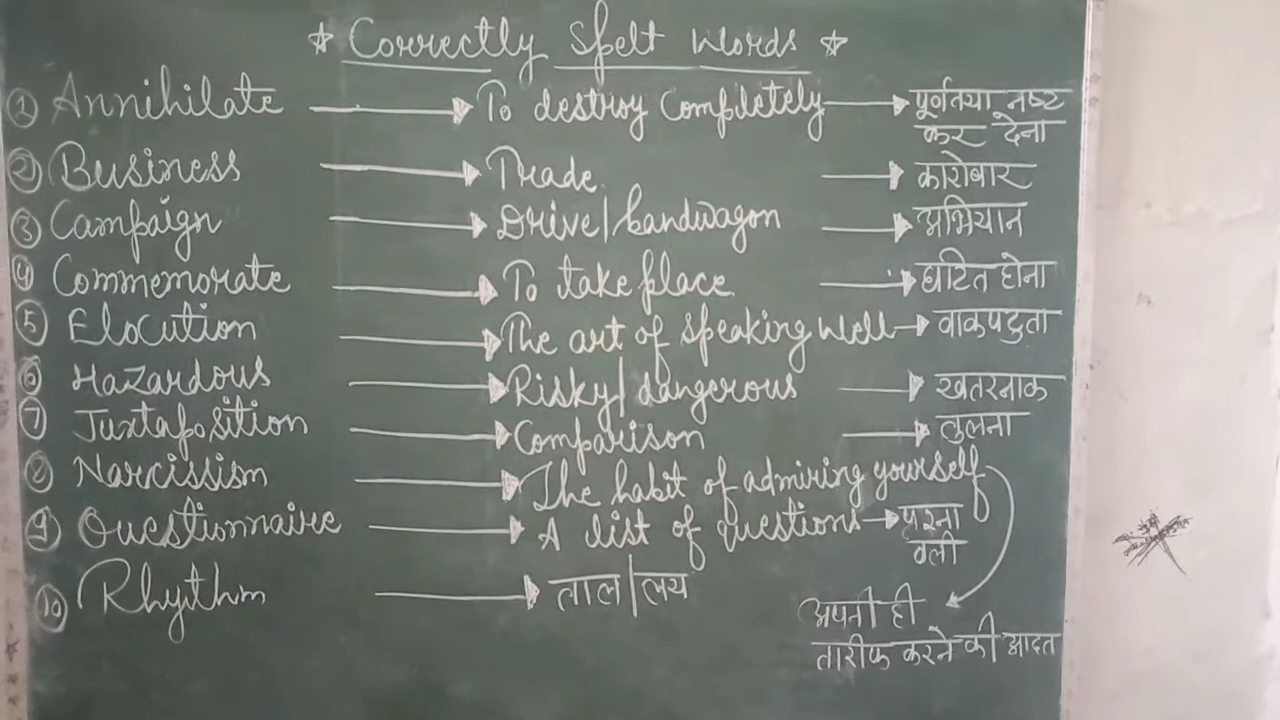 ★ Correctly Spelt Words ★
① Annihilate → To destroy Completely → पूर्वतया नष्ट
कर देना
② Business → Trade → कारोबार
③ Campaign → Drive/bandwagon → अभियान
④ Commemorate → To take place → घटित होना
⑤ Elocution → The art of speaking well → वाकपटुता
⑥ Hazardous → Risky/dangerous → खतरनाक
⑦ Juxtaposition → Comparison → तुलना
⑧ Narcissism → The habit of admiring yourself
⑨ Questionnaire → A list of questions → प्रश्ना
वली
⑩ Rhythm → ताल/लय
अपनी ही
तारीफ करने की आदत